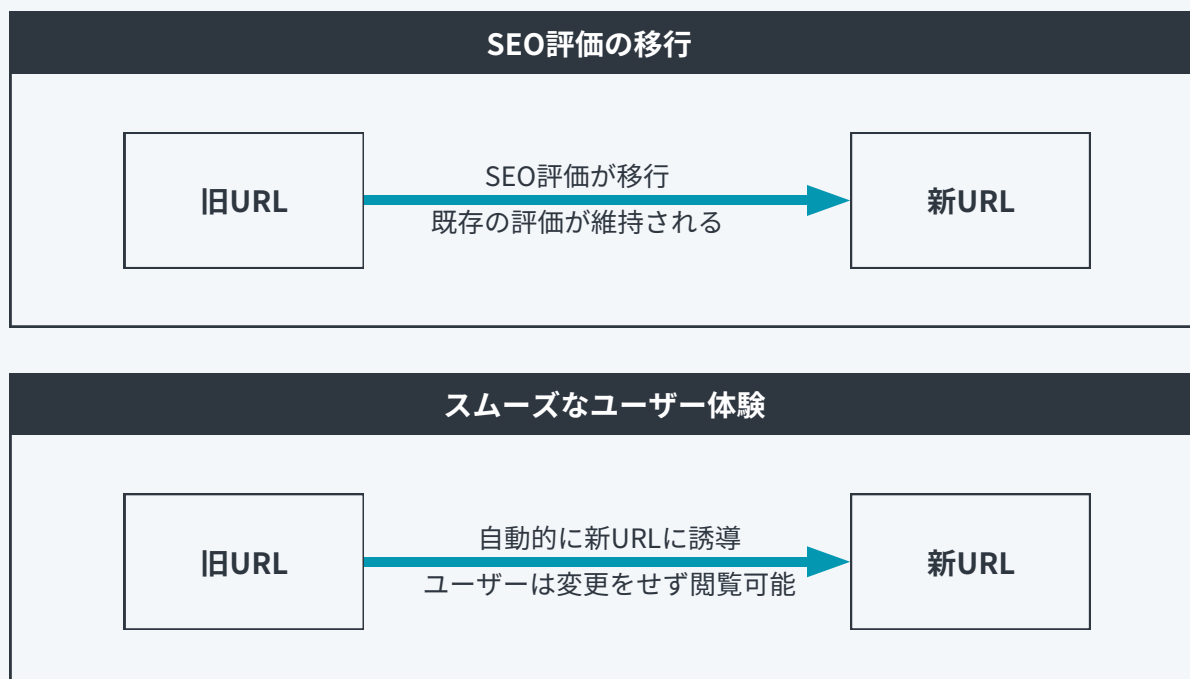 SEO評価の移行
旧URL
SEO評価が移行
既存の評価が維持される
新URL
スムーズなユーザー体験
旧URL
自動的に新URLに誘導
ユーザーは変更をせず閲覧可能
新URL